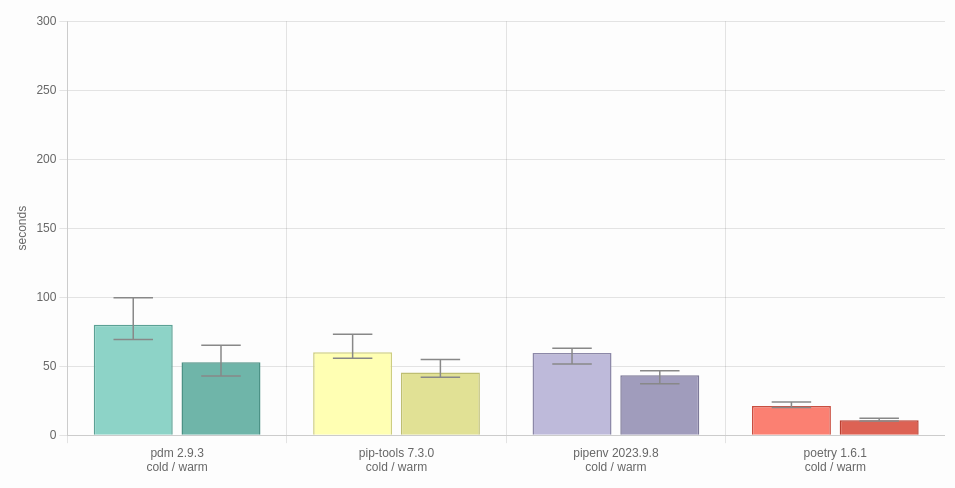 300
250
200
150
100
50
0
seconds
pdm 2.9.3
cold / warm
pip-tools 7.3.0
cold / warm
pipenv 2023.9.8
cold / warm
poetry 1.6.1
cold / warm